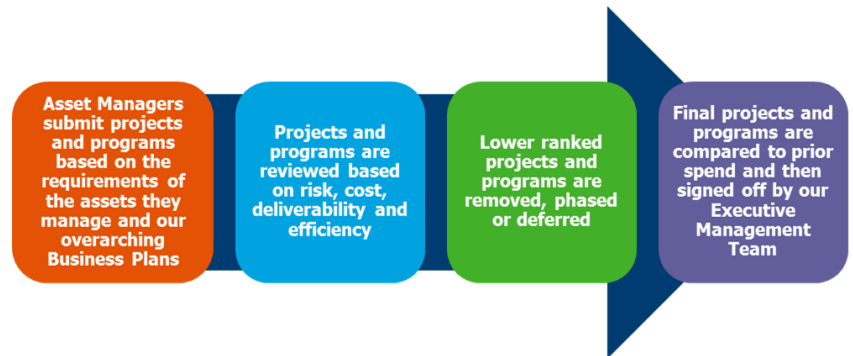 Asset Managers
submit projects
and programs
based on the
requirements of
the assets they
manage and our
overarching
Business Plans
Projects and
programs are
reviewed based
on risk, cost,
deliverability and
efficiency
Lower ranked
projects and
programs are
removed, phased
or deferred
Final projects and
programs are
compared to prior
spend and then
signed off by our
Executive
Management
Team